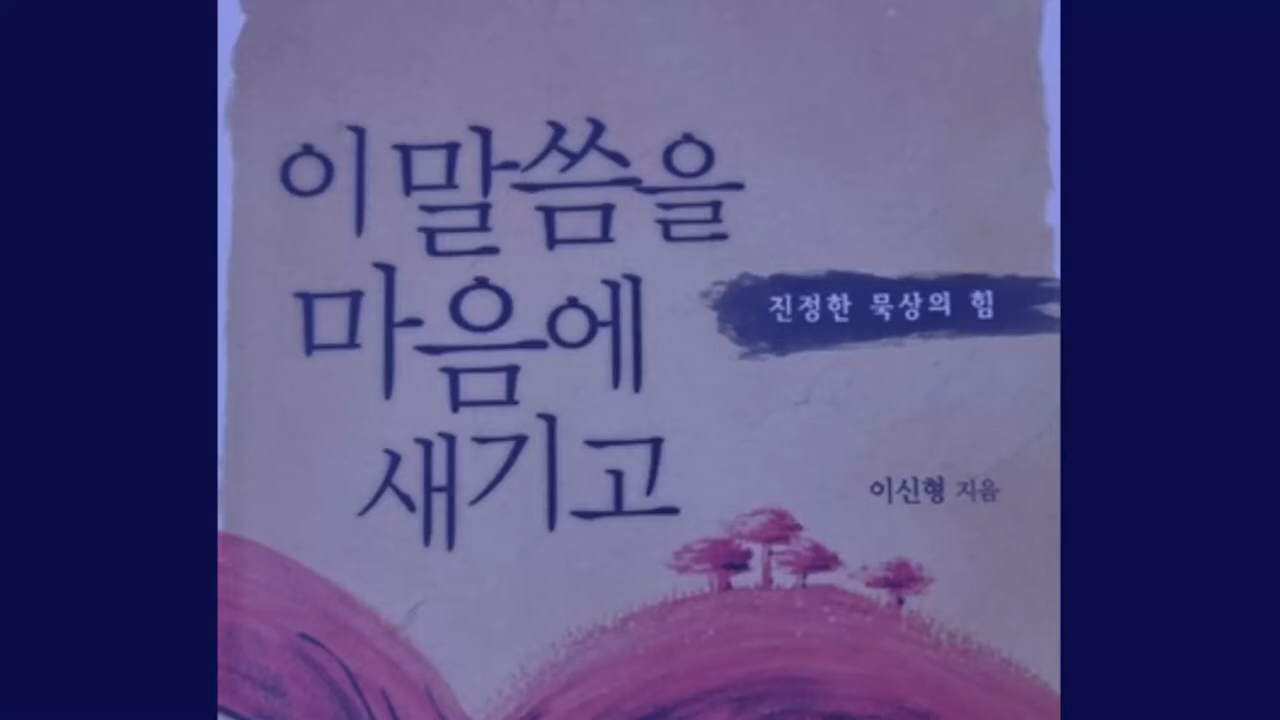 이 말씀을
마음에
새기고
진정한 묵상의 힘
이신형 지음